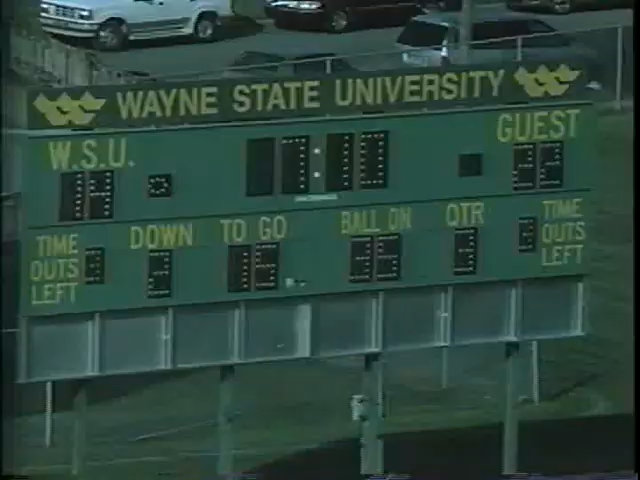 WAYNE STATE UNIVERSITY
W.S.U. GUEST
TIME OUTS LEFT DOWN TO GO BALL ON QTR TIME OUTS LEFT